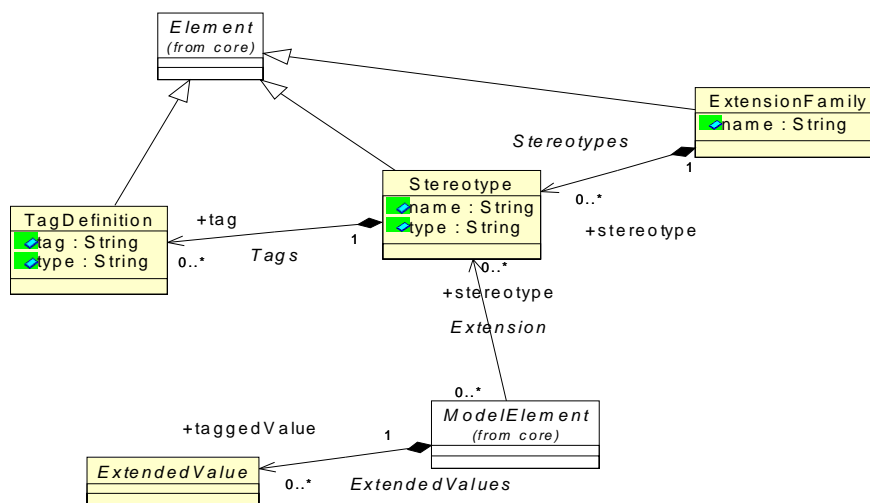 Element
(from core)
ExtensionFamily
name : String
Stereotypes
1
0..*
+stereotype
Stereotype
name : String
type : String
TagDefinition
tag : String
type : String
+tag
1
0..*
Tags
0..*
+stereotype
Extension
0..*
ModelElement
(from core)
+taggedValue
1
ExtendedValue
0..*
ExtendedValues